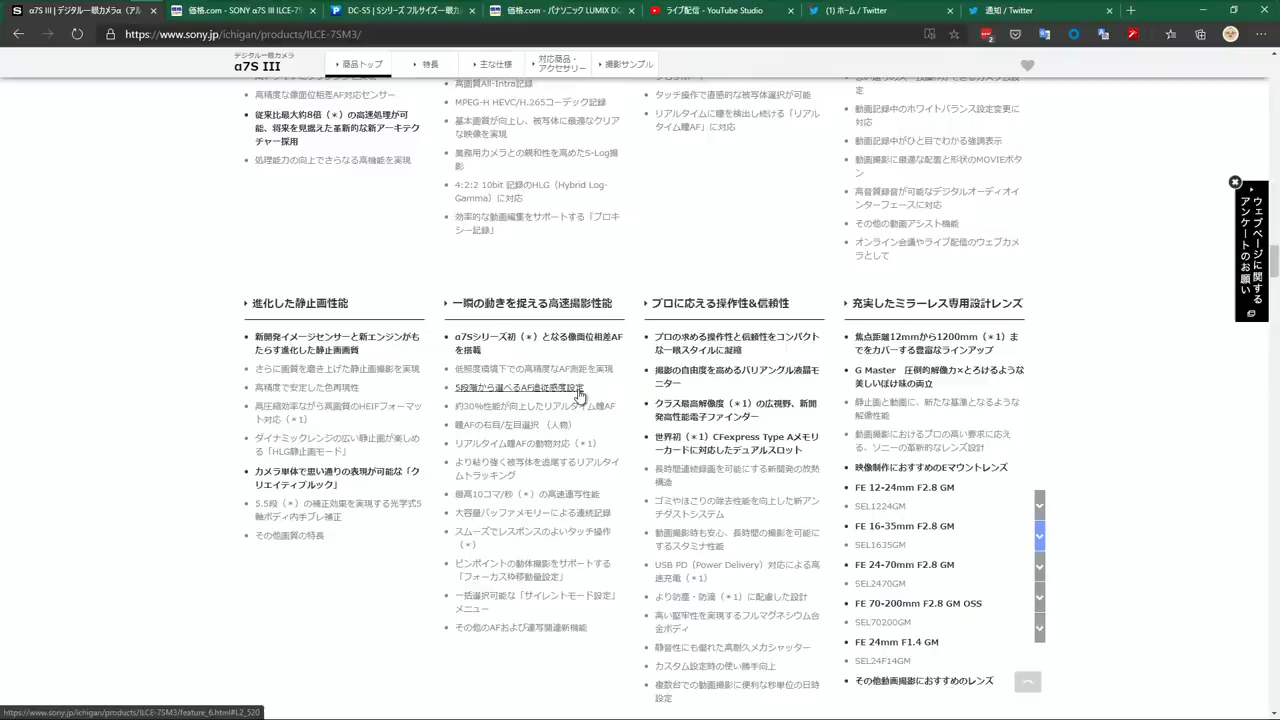 https://www.sony.jp/ichigan/products/ILCE-7SM3/
デジタル一眼カメラ
α7S III
商品トップ
特長
主な仕様
対応商品・
アクセサリー
撮影サンプル
高精度な像面位相差AF対応センサー
従来比最大約8倍（＊）の高速処理が可
能、将来を見据えた革新的な新アーキテ
クチャー採用
処理能力の向上でさらなる高機能を実現
高画質All-Intra記録
MPEG-H HEVC/H.265コーデック記録
基本画質が向上し、被写体に最適なクリア
な映像を実現
業務用カメラとの親和性を高めたS-Log撮
影
4:2:2 10bit 記録のHLG（Hybrid Log-
Gamma）に対応
効率的な動画編集をサポートする「プロキ
シー記録」
タッチ操作で直感的な被写体選択が可能
リアルタイムに瞳を検出し続ける「リアル
タイム瞳AF」に対応
定
動画記録中のホワイトバランス設定変更に
対応
動画記録中がひと目でわかる強調表示
動画撮影に最適な配置と形状のMOVIEボタ
ン
高音質録音が可能なデジタルオーディオイ
ンターフェースに対応
その他の動画アシスト機能
オンライン会議やライブ配信のウェブカメ
ラとして
ウェブページに関する
アンケートのお願い
進化した静止画性能
新開発イメージセンサーと新エンジンがも
たらす進化した静止画画質
さらに画質を磨き上げた静止画撮影を実現
高精度で安定した色再現性
高圧縮効率ながら高画質のHEIFフォーマッ
ト対応（＊1）
ダイナミックレンジの広い静止画が楽しめ
る「HLG静止画モード」
カメラ単体で思い通りの表現が可能な「ク
リエイティブルック」
5.5段（＊）の補正効果を実現する光学式5
軸ボディ内手ブレ補正
その他画質の特長
一瞬の動きを捉える高速撮影性能
α7Sシリーズ初（＊）となる像面位相差AF
を搭載
低照度環境下での高精度なAF測距を実現
5段階から選べるAF追従感度設定
約30%性能が向上したリアルタイム瞳AF
瞳AFの右目/左目選択 （人物）
リアルタイム瞳AFの動物対応（＊1）
より粘り強く被写体を追尾するリアルタイ
ムトラッキング
最高10コマ/秒（＊）の高速連写性能
大容量バッファメモリーによる連続記録
スムーズでレスポンスのよいタッチ操作
（＊）
ピンポイントの動体撮影をサポートする
「フォーカス枠移動量設定」
一括選択可能な「サイレントモード設定」
メニュー
その他のAFおよび連写関連新機能
プロに応える操作性&信頼性
プロの求める操作性と信頼性をコンパクト
な一眼スタイルに凝縮
撮影の自由度を高めるバリアングル液晶モ
ニター
クラス最高解像度（＊1）の広視野、新開
発高性能電子ファインダー
世界初（＊1）CFexpress Type Aメモリ
ーカードに対応したデュアルスロット
長時間連続録画を可能にする新開発の放熱
構造
ゴミやほこりの除去性能を向上した新アン
チダストシステム
動画撮影時も安心、長時間の撮影を可能に
するスタミナ性能
USB PD（Power Delivery）対応による高
速充電（＊1）
より防塵・防滴（＊1）に配慮した設計
高い堅牢性を実現するフルマグネシウム合
金ボディ
静音性にも優れた高耐久メカシャッター
カスタム設定時の使い勝手向上
複数台での動画撮影に便利な秒単位の日時
設定
充実したミラーレス専用設計レンズ
焦点距離12mmから1200mm（＊1）ま
でをカバーする豊富なラインアップ
G Master　圧倒的解像力×とろけるような
美しいぼけ味の両立
静止画と動画に、新たな基準となるような
解像性能
動画撮影におけるプロの高い要求に応え
る、ソニーの革新的なレンズ設計
映像制作におすすめのEマウントレンズ
FE 12-24mm F2.8 GM
SEL1224GM
FE 16-35mm F2.8 GM
SEL1635GM
FE 24-70mm F2.8 GM
SEL2470GM
FE 70-200mm F2.8 GM OSS
SEL70200GM
FE 24mm F1.4 GM
SEL24F14GM
その他動画撮影におすすめのレンズ
https://www.sony.jp/ichigan/products/ILCE-7SM3/feature_6.html#L2_520